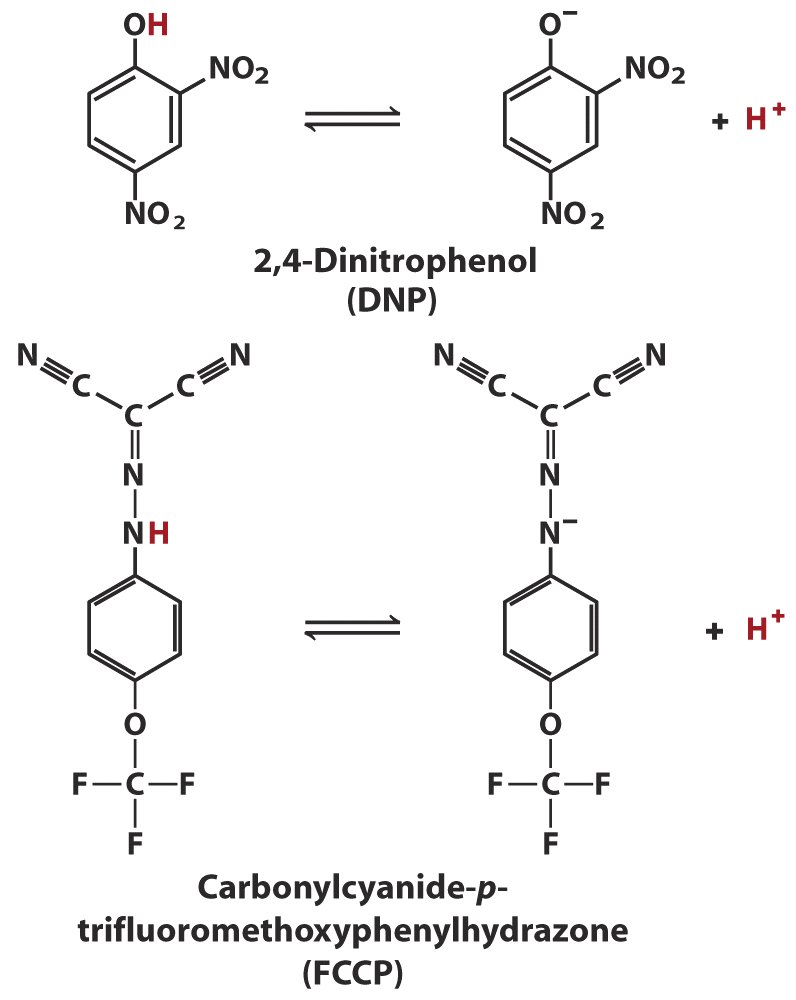 OH O⁻
NO₂ NO₂
+ H⁺
NO₂ NO₂
2,4-Dinitrophenol
(DNP)
N N N N
C C C C
C C
N N
NH N⁻
+ H⁺
O O
F C F F C F
F F
Carbonylcyanide-p-
trifluoromethoxyphenylhydrazone
(FCCP)